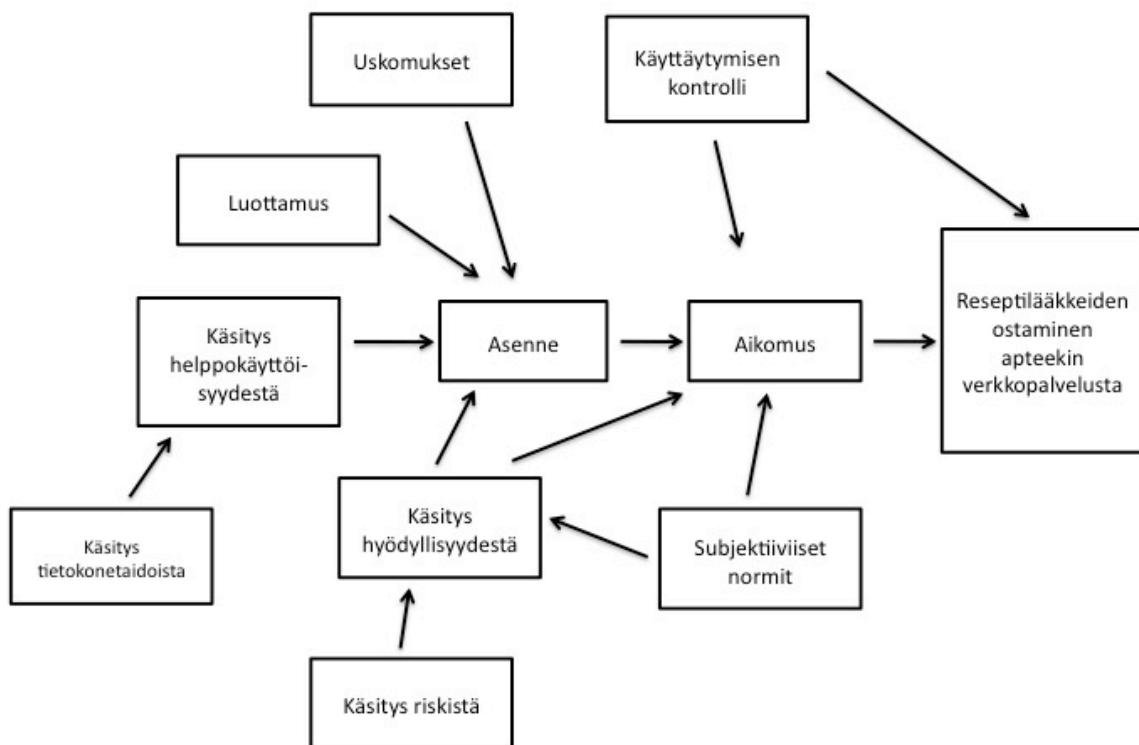 Uskomukset
Käyttäytymisen
kontrolli
Luottamus
Käsitys
helppokäyttöi-
syydestä
Asenne
Aikomus
Reseptilääkkeiden
ostaminen
apteekin
verkkopalvelusta
Käsitys
tietokonetaidoista
Käsitys
hyödyllisyydestä
Subjektiiviiset
normit
Käsitys riskistä